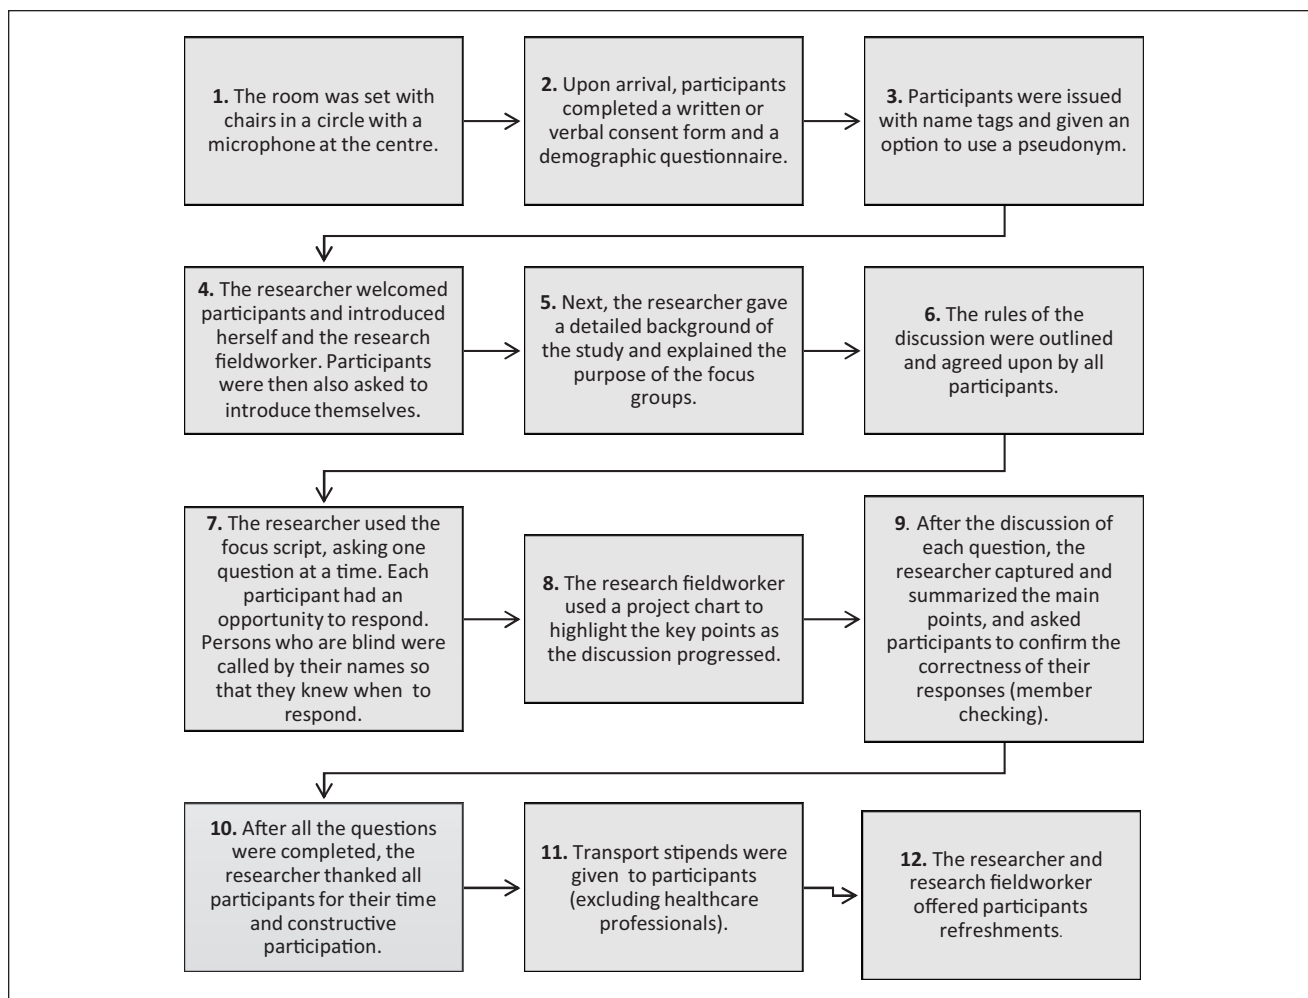 1. The room was set with
chairs in a circle with a
microphone at the centre.
2. Upon arrival, participants
completed a written or
verbal consent form and a
demographic questionnaire.
3. Participants were issued
with name tags and given an
option to use a pseudonym.
4. The researcher welcomed
participants and introduced
herself and the research
fieldworker. Participants
were then also asked to
introduce themselves.
5. Next, the researcher gave
a detailed background of
the study and explained the
purpose of the focus
groups.
6. The rules of the
discussion were outlined
and agreed upon by all
participants.
7. The researcher used the
focus script, asking one
question at a time. Each
participant had an
opportunity to respond.
Persons who are blind were
called by their names so
that they knew when to
respond.
8. The research fieldworker
used a project chart to
highlight the key points as
the discussion progressed.
9. After the discussion of
each question, the
researcher captured and
summarized the main
points, and asked
participants to confirm the
correctness of their
responses (member
checking).
10. After all the questions
were completed, the
researcher thanked all
participants for their time
and constructive
participation.
11. Transport stipends were
given to participants
(excluding healthcare
professionals).
12. The researcher and
research fieldworker
offered participants
refreshments.